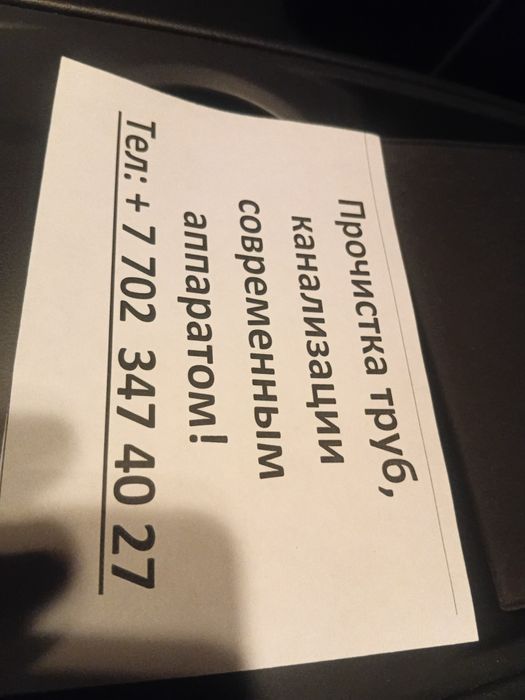 Прочистка труб,
канализации
современным
аппаратом!
Тел: + 7 702 347 40 27